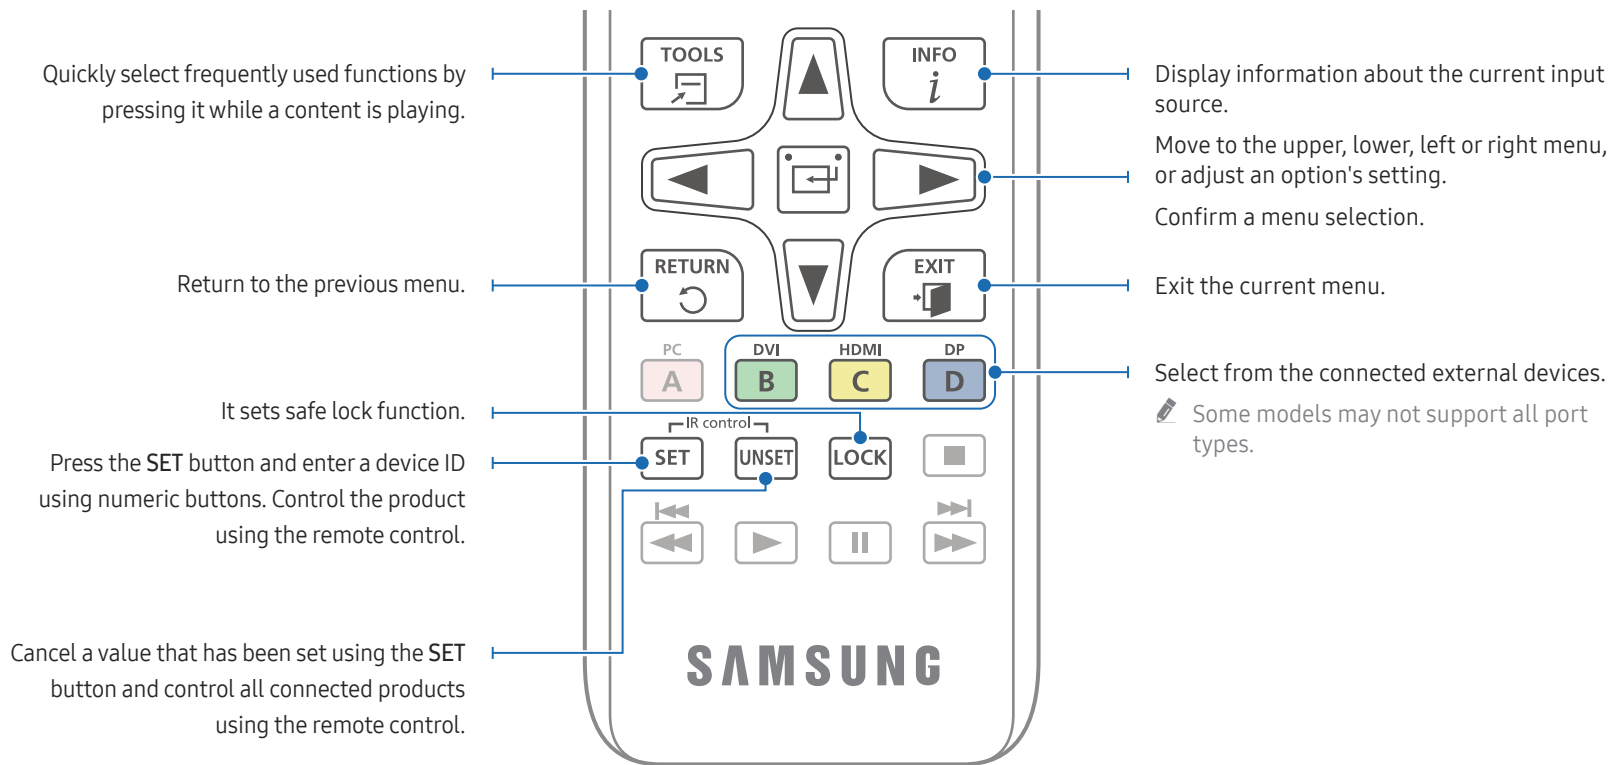 Quickly select frequently used functions by
pressing it while a content is playing.
Return to the previous menu.
It sets safe lock function.
Press the SET button and enter a device ID
using numeric buttons. Control the product
using the remote control.
Cancel a value that has been set using the SET
button and control all connected products
using the remote control.
TOOLS
INFO
i
RETURN
EXIT
PC
DVI
HDMI
DP
A
B
C
D
IR control
SET
UNSET
LOCK
SAMSUNG
Display information about the current input
source.
Move to the upper, lower, left or right menu,
or adjust an option's setting.
Confirm a menu selection.
Exit the current menu.
Select from the connected external devices.
Some models may not support all port
types.